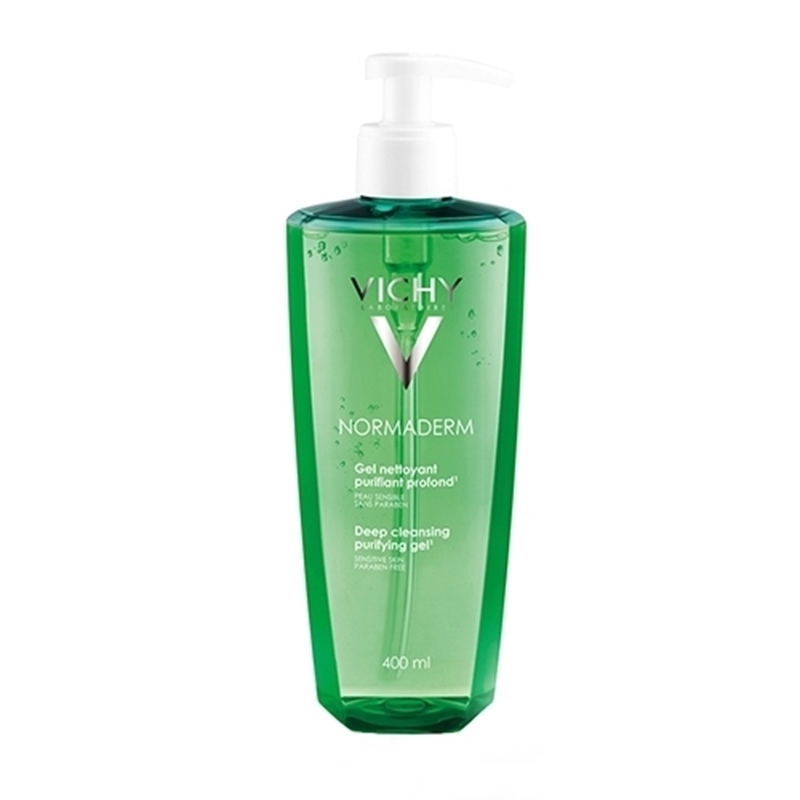 VICHY
LABORATOIRES
NORMADERM
Gel nettoyant
purifiant profond¹
PEAU SENSIBLE
SANS PARABEN
Deep cleansing
purifying gel¹
SENSITIVE SKIN
PARABEN FREE
400 ml